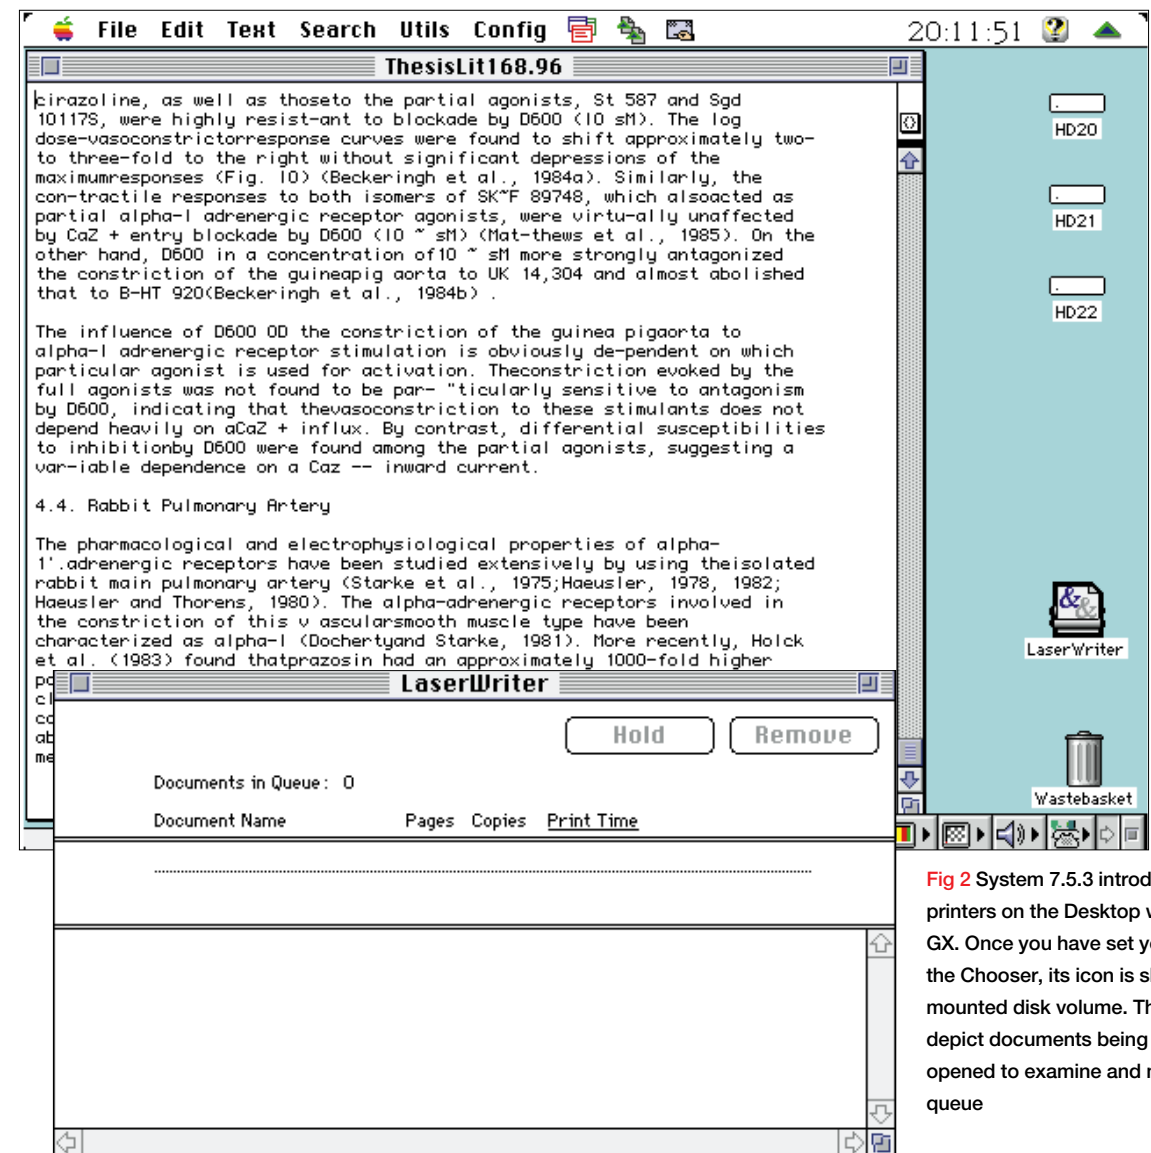 File Edit Text Search Utils Config 20:11:51
ThesisLit168.96
cirazoline, as well as thoseto the partial agonists, St 587 and Sgd
10117S, were highly resist-ant to blockade by D600 (10 sM). The log
dose-vasoconstrictorresponse curves were found to shift approximately two-
to three-fold to the right without significant depressions of the
maximumresponses (Fig. 10) (Beckeringh et al., 1984a). Similarly, the
con-tractile responses to both isomers of SK~F 89748, which alsoacted as
partial alpha-l adrenergic receptor agonists, were virtu-ally unaffected
by CaZ + entry blockade by D600 (10 ~ sM) (Mat-thews et al., 1985). On the
other hand, D600 in a concentration of10 ~ sM more strongly antagonized
the constriction of the guineapig aorta to UK 14,304 and almost abolished
that to B-HT 920(Beckeringh et al., 1984b) .
The influence of D600 OD the constriction of the guinea pigaorta to
alpha-l adrenergic receptor stimulation is obviously de-pendent on which
particular agonist is used for activation. Theconstriction evoked by the
full agonists was not found to be par- "ticularly sensitive to antagonism
by D600, indicating that thevasoconstriction to these stimulants does not
depend heavily on aCaZ + influx. By contrast, differential susceptibilities
to inhibitionby D600 were found among the partial agonists, suggesting a
var-iable dependence on a Caz -- inward current.
4.4. Rabbit Pulmonary Artery
The pharmacological and electrophysiological properties of alpha-
1'.adrenergic receptors have been studied extensively by using theisolated
rabbit main pulmonary artery (Starke et al., 1975;Haeusler, 1978, 1982;
Haeusler and Thorens, 1980). The alpha-adrenergic receptors involved in
the constriction of this v ascularsmooth muscle type have been
characterized as alpha-l (Dochertyand Starke, 1981). More recently, Holck
et al. (1983) found thatprazosin had an approximately 1000-fold higher
po
cl
co
ab
me
HD20
HD21
HD22
LaserWriter
Wastebasket
LaserWriter
Hold Remove
Documents in Queue: 0
Document Name Pages Copies Print Time
Fig 2 System 7.5.3 introd
printers on the Desktop w
GX. Once you have set yo
the Chooser, its icon is sh
mounted disk volume. Th
depict documents being
opened to examine and r
queue